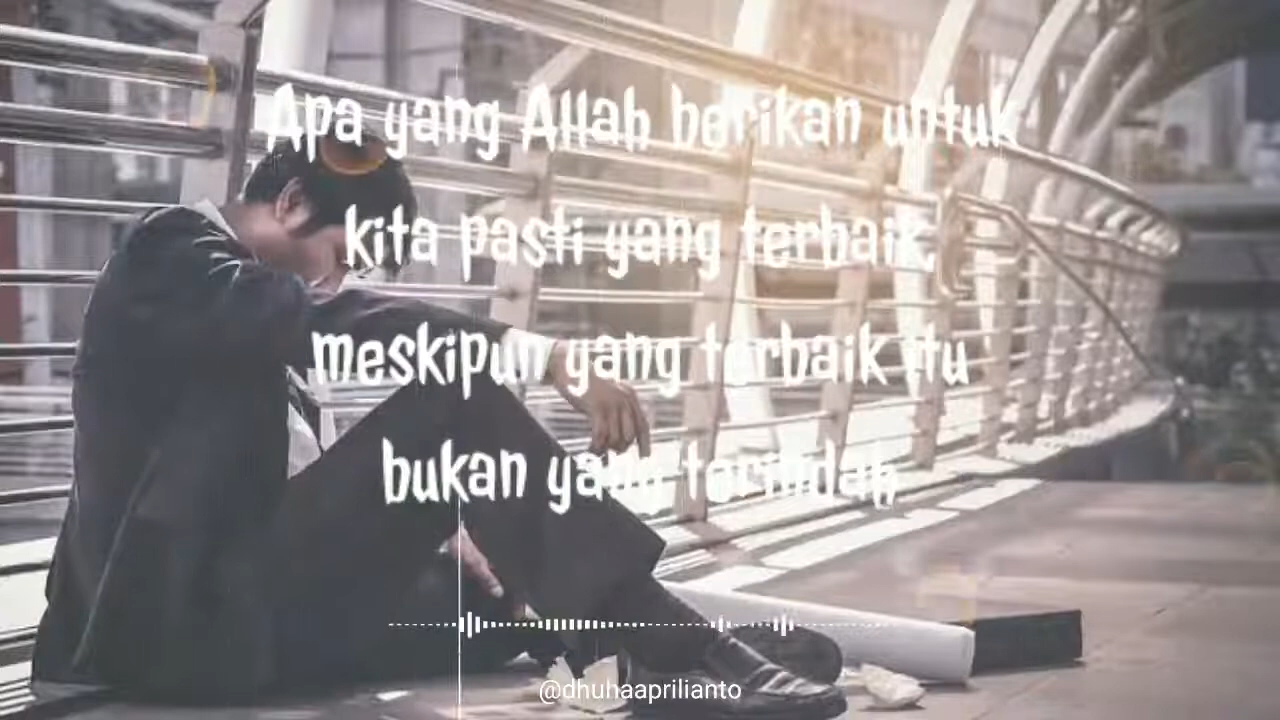 Apa yang Allah berikan untuk
kita pasti yang terbaik
meskipun yang terbaik itu
bukan yang terindah
@dhuhaaprilianto